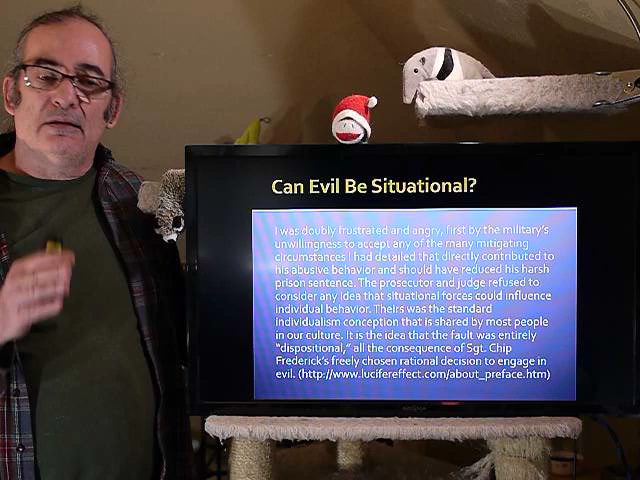 Can Evil Be Situational?
I was doubly frustrated and angry, first by the military's
unwillingness to accept any of the many mitigating
circumstances I had detailed that directly contributed to
his abusive behavior and should have reduced his harsh
prison sentence. The prosecutor and judge refused to
consider any idea that situational forces could influence
individual behavior. Theirs was the standard
individualism conception that is shared by most people
in our culture. It is the idea that the fault was entirely
“dispositional,” all the consequence of Sgt. Chip
Frederick's freely chosen rational decision to engage in
evil. (http://www.lucifereffect.com/about_preface.htm)